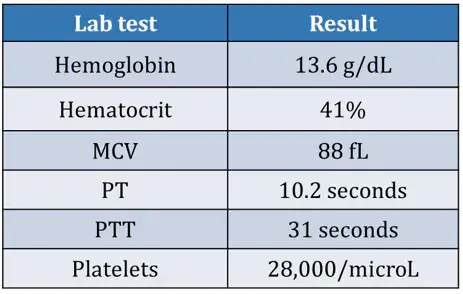 Lab test Result
Hemoglobin 13.6 g/dL
Hematocrit 41%
MCV 88 fL
PT 10.2 seconds
PTT 31 seconds
Platelets 28,000/microL